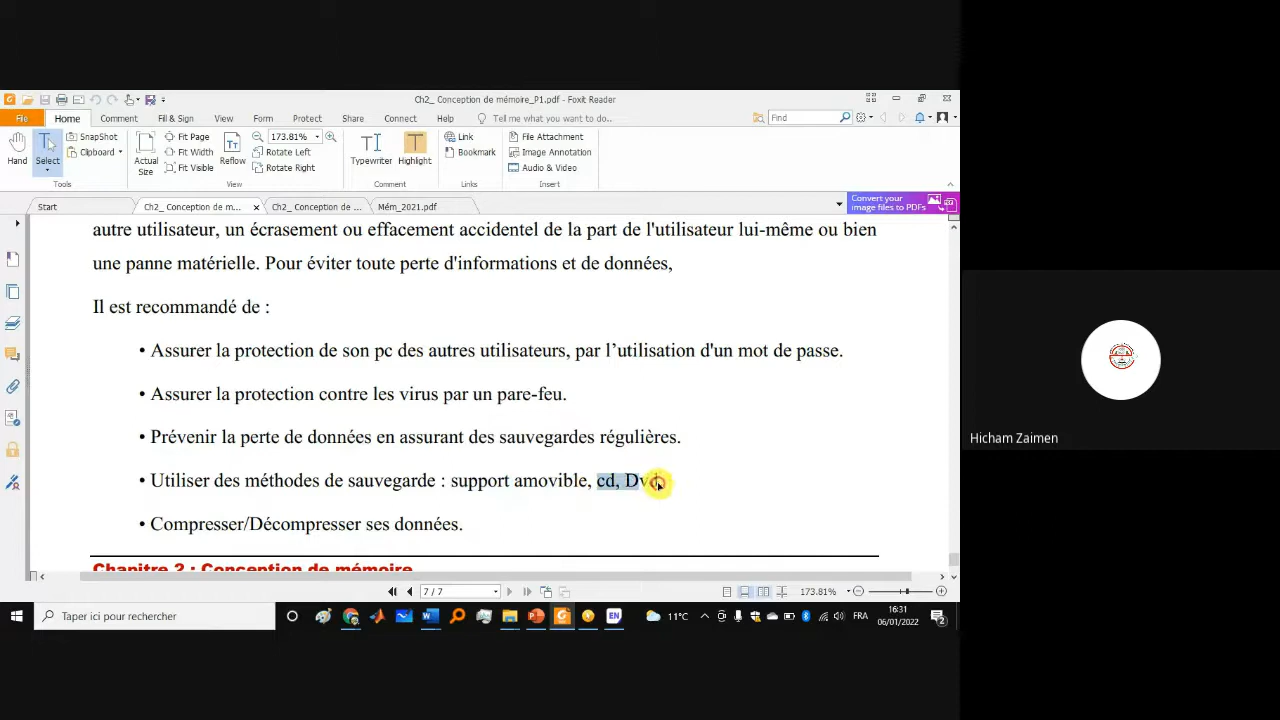 Ch2_ Conception de mémoire_P1.pdf - Foxit Reader
File Home Comment Fill & Sign View Form Protect Share Connect Help Tell me what you want to do.. Find
Hand Select SnapShot Clipboard Actual Size Fit Page Fit Width Fit Visible Reflow 173.81% Rotate Left Rotate Right Typewriter Highlight Link Bookmark File Attachment Image Annotation Audio & Video
Tools View Comment Links Insert
Start Ch2_ Conception de m... Ch2_ Conception de ... Mém_2021.pdf Convert your image files to PDFs
autre utilisateur, un écrasement ou effacement accidentel de la part de l'utilisateur lui-même ou bien
une panne matérielle. Pour éviter toute perte d'informations et de données,
Il est recommandé de :
• Assurer la protection de son pc des autres utilisateurs, par l’utilisation d'un mot de passe.
• Assurer la protection contre les virus par un pare-feu.
• Prévenir la perte de données en assurant des sauvegardes régulières.
• Utiliser des méthodes de sauvegarde : support amovible, cd, Dvd
• Compresser/Décompresser ses données.
Chapitre 2 : Conception de mémoire
Hicham Zaimen
7 / 7 173.81%
Taper ici pour rechercher EN 11°C FRA 16:31
06/01/2022 2